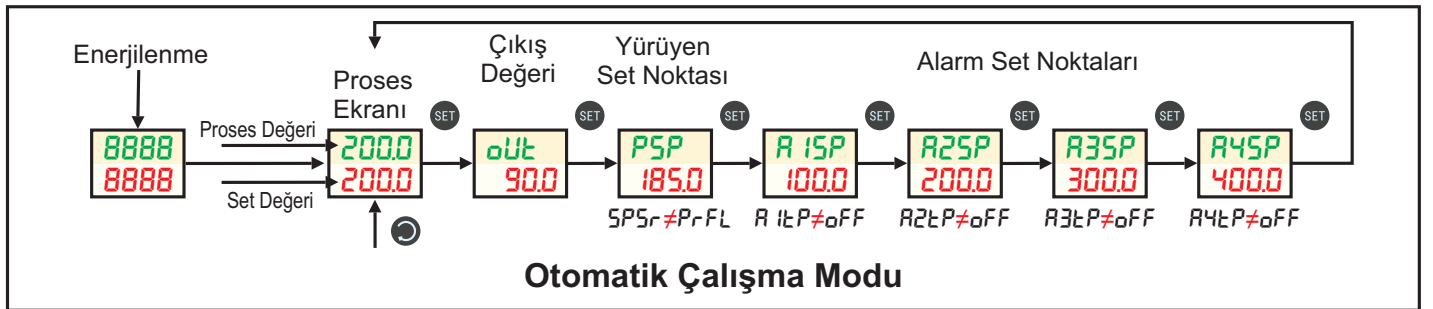 Enerjilenme
8888
8888
Proses Değeri
Set Değeri
Proses
Ekranı
200.0
200.0
SET
Çıkış
Değeri
oUt
90.0
SET
Yürüyen
Set Noktası
PSP
185.0
SPSr≠PrFL
SET
Alarm Set Noktaları
A1SP
100.0
A1tP≠oFF
SET
A2SP
200.0
A2tP≠oFF
SET
A3SP
300.0
A3tP≠oFF
SET
A4SP
400.0
A4tP≠oFF
SET
Otomatik Çalışma Modu